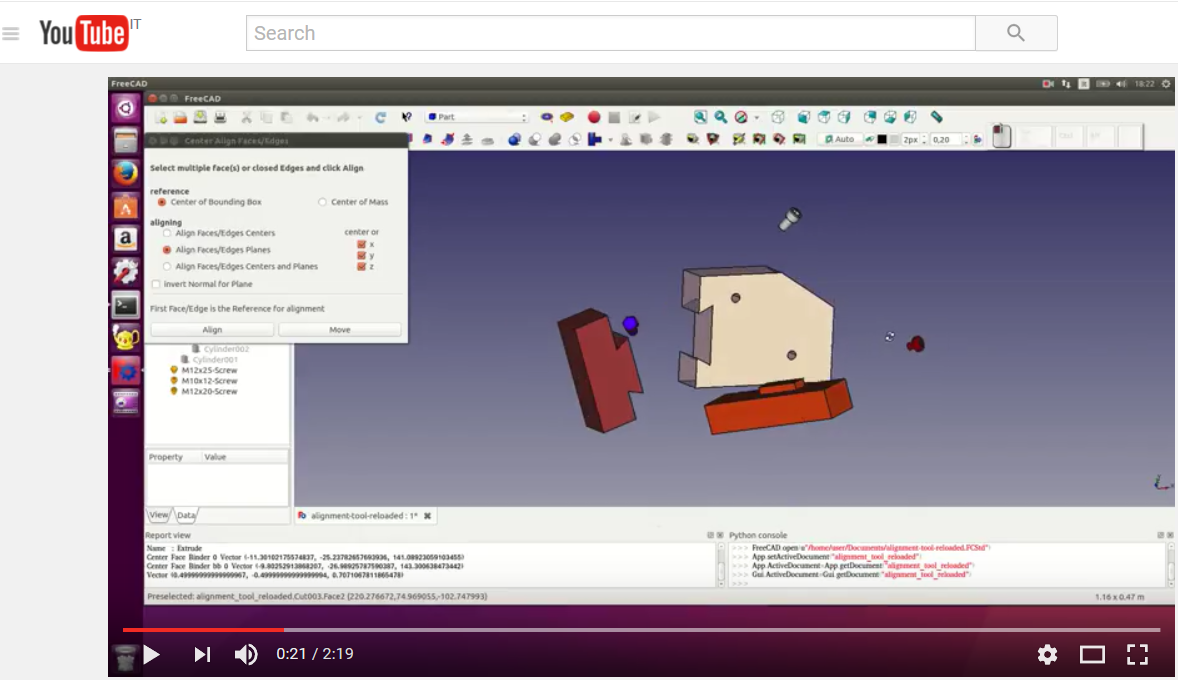 YouTube IT
Search
FreeCAD
18:22
FreeCAD
Part
Center Align Faces/Edges
Auto
2px
0,20
Select multiple face(s) or closed Edges and click Align
reference
Center of Bounding Box
Center of Mass
aligning
Align Faces/Edges Centers
center or
x
Align Faces/Edges Planes
y
Align Faces/Edges Centers and Planes
z
Invert Normal for Plane
First Face/Edge is the Reference for alignment
Align
Move
Cylinder002
Cylinder001
M12x25-Screw
M10x12-Screw
M12x20-Screw
Property Value
View Data
alignment-tool-reloaded : 1*
Report view
Name : Extrude
Center Face Binder 0 Vector (-11.30102175574837, -25.23782657693936, 141.08923059103455)
Center Face Binder bb 0 Vector (-9.80252913868207, -26.98925787590387, 143.300638473442)
Vector (0.49999999999999967, -0.49999999999999994, 0.7071067811865478)
Python console
>>> FreeCAD.open(u"/home/user/Documents/alignment-tool-reloaded.FCStd")
>>> App.setActiveDocument("alignment_tool_reloaded")
>>> App.ActiveDocument=App.getDocument("alignment_tool_reloaded")
>>> Gui.ActiveDocument=Gui.getDocument("alignment_tool_reloaded")
>>>
Preselected: alignment_tool_reloaded.Cut003.Face2 (220.276672,74.969055,-102.747993)
1.16 x 0.47 m
0:21 / 2:19